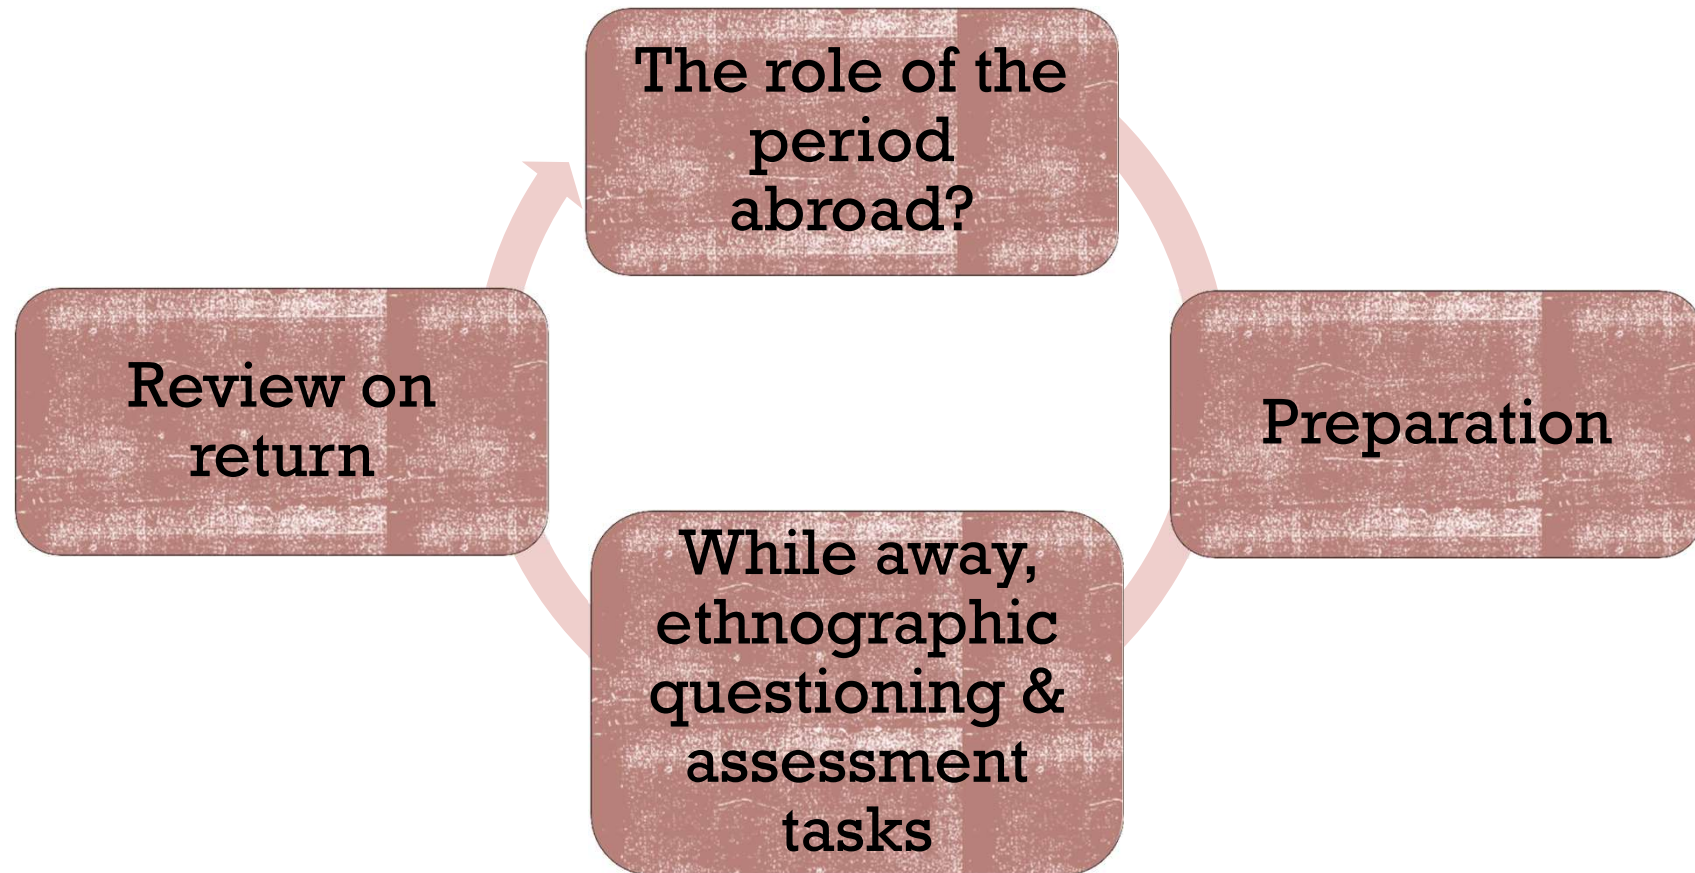 The role of the
period
abroad?
Preparation
While away,
ethnographic
questioning &
assessment
tasks
Review on
return